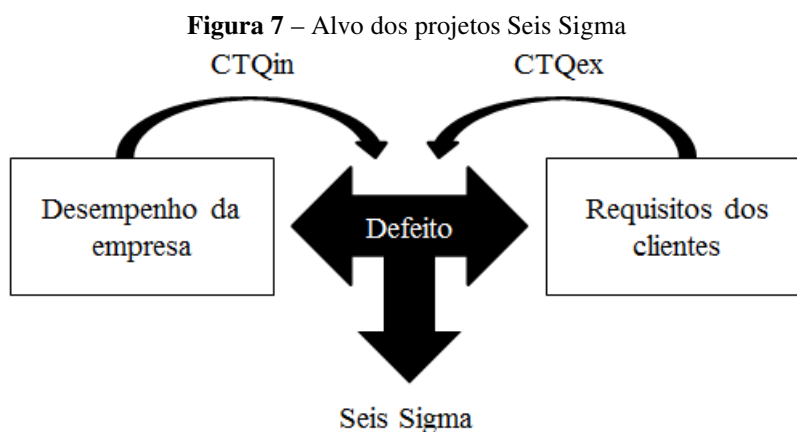 Figura 7 – Alvo dos projetos Seis Sigma
CTQin
CTQex
Desempenho da
empresa
Defeito
Requisitos dos
clientes
Seis Sigma